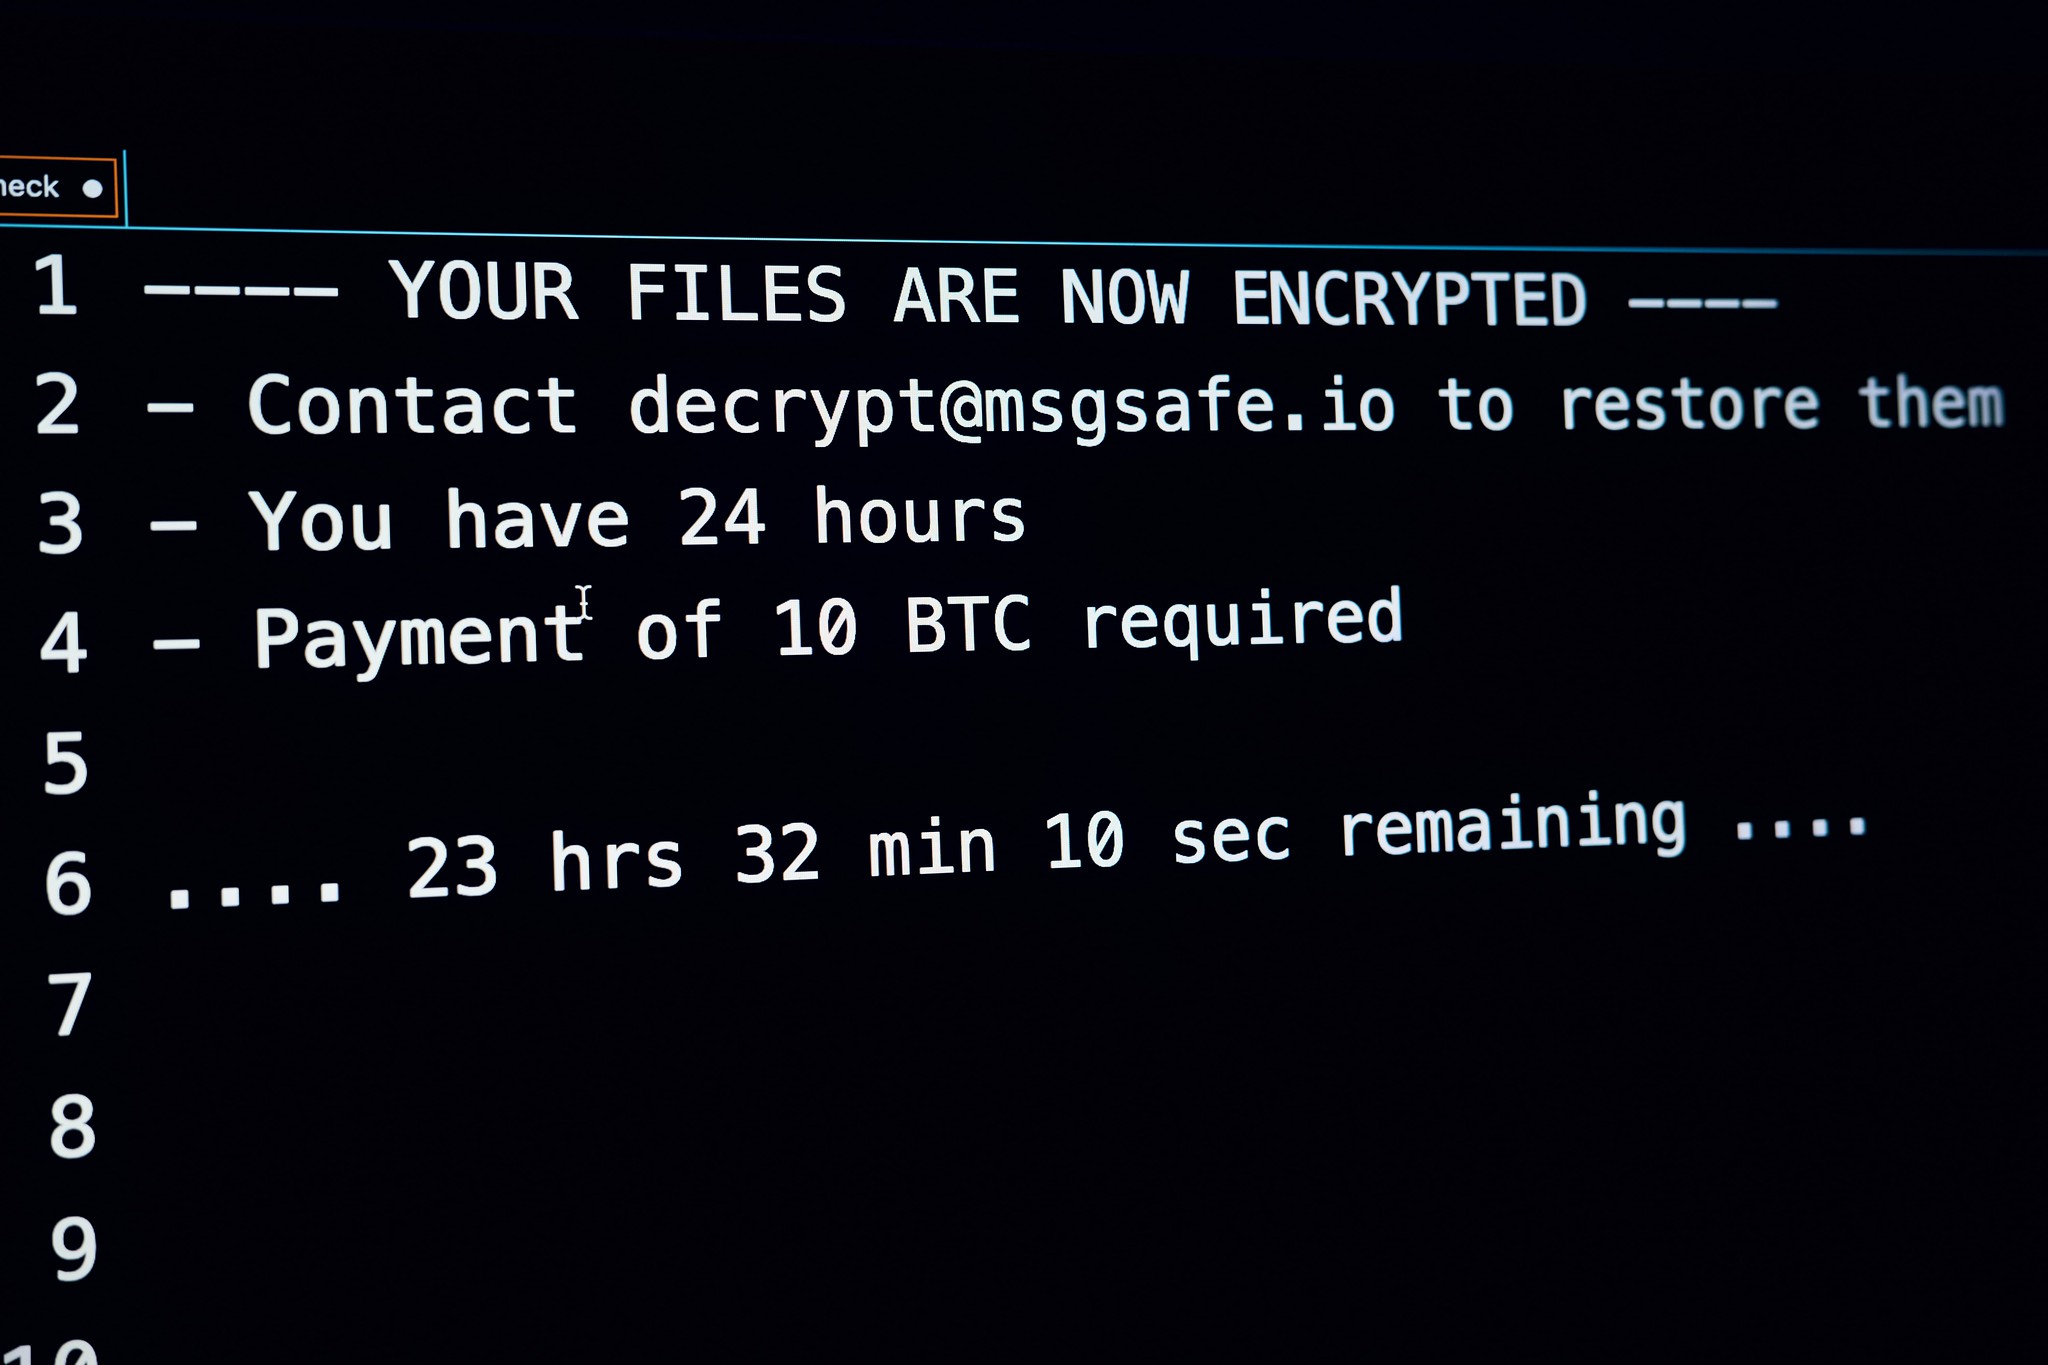 heck
1 –––– YOUR FILES ARE NOW ENCRYPTED ––––
2 – Contact decrypt@msgsafe.io to restore them
3 – You have 24 hours
4 – Payment of 10 BTC required
5
6 .... 23 hrs 32 min 10 sec remaining ....
7
8
9
10